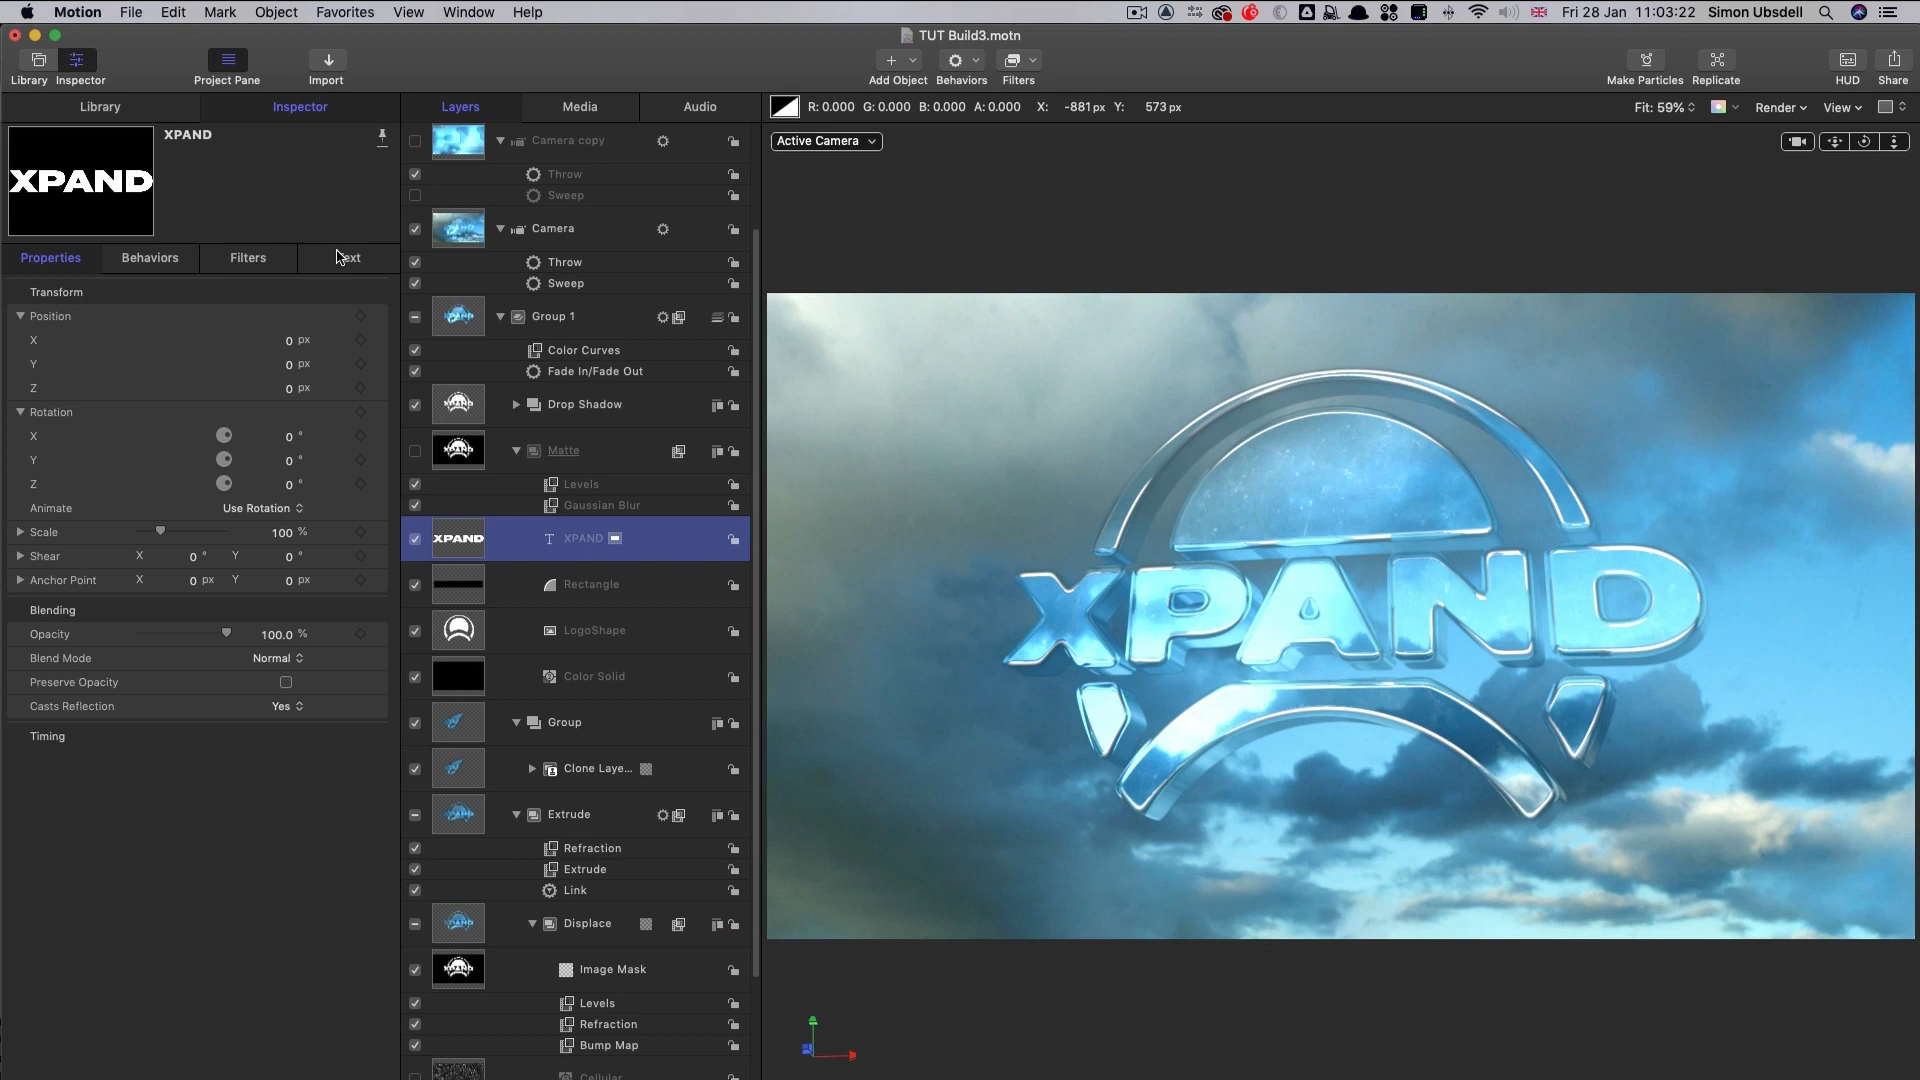 Motion File Edit Mark Object Favorites View Window Help Fri 28 Jan 11:03:22 Simon Ubsdell
TUT Build3.motn
Library Inspector Project Pane Import Add Object Behaviors Filters Make Particles Replicate HUD Share
Library Inspector Layers Media Audio R: 0.000 G: 0.000 B: 0.000 A: 0.000 X: -881 px Y: 573 px Fit: 59% Render View
XPAND
XPAND
Active Camera
Properties Behaviors Filters
Transform
Position
X 0 px
Y 0 px
Z 0 px
Rotation
X 0 °
Y 0 °
Z 0 °
Animate Use Rotation
Scale 100 %
Shear X 0 ° Y 0 °
Anchor Point X 0 px Y 0 px
Blending
Opacity 100.0 %
Blend Mode Normal
Preserve Opacity
Casts Reflection Yes
Timing
Camera copy
Throw
Sweep
Camera
Throw
Sweep
Group 1
Color Curves
Fade In/Fade Out
Drop Shadow
Matte
Levels
Gaussian Blur
XPAND T XPAND
Rectangle
LogoShape
Color Solid
Group
Clone Laye...
Extrude
Refraction
Extrude
Link
Displace
Image Mask
Levels
Refraction
Bump Map
Cellular
XPAND